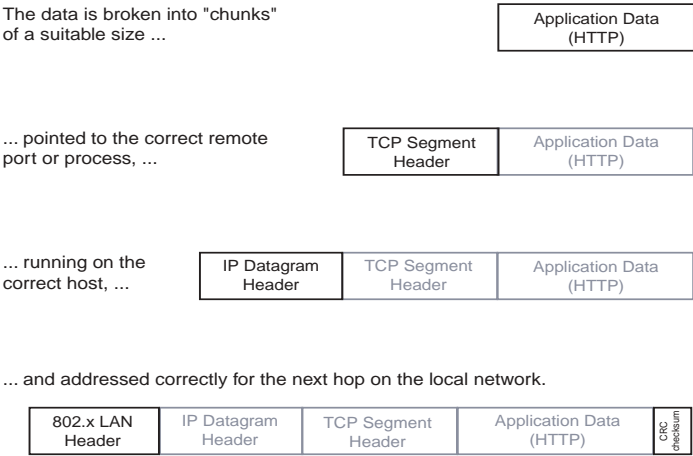 The data is broken into "chunks"
of a suitable size ...
Application Data
(HTTP)
... pointed to the correct remote
port or process, ...
TCP Segment
Header
Application Data
(HTTP)
... running on the
correct host, ...
IP Datagram
Header
TCP Segment
Header
Application Data
(HTTP)
... and addressed correctly for the next hop on the local network.
802.x LAN
Header
IP Datagram
Header
TCP Segment
Header
Application Data
(HTTP)
CRC
checksum